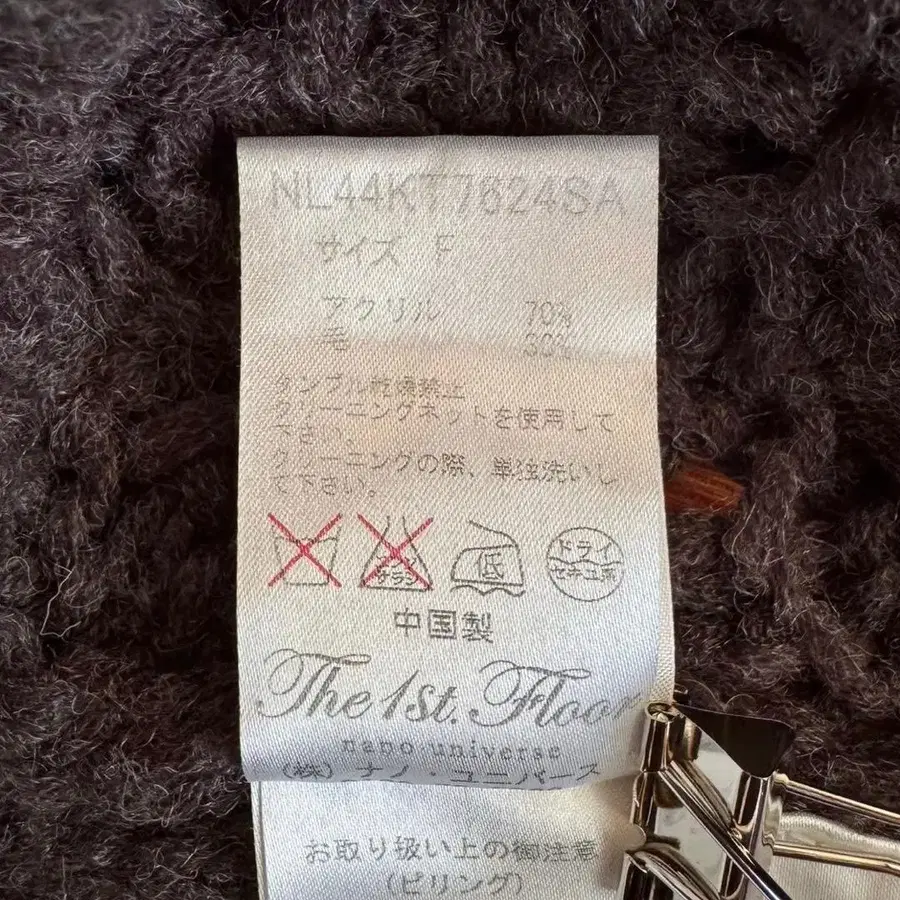 NL44KT7624SA
サイズ F
アクリル 70%
毛 30%
タンブル乾燥禁止
クリーニングネットを使用して
下さい。
クリーニングの際、単独洗いし
て下さい。
低
ドライ
セキユ系
中国製
The 1st. Floor
nano universe
(株) ナノ・ユニバース
お取り扱い上の御注意
(ピリング)